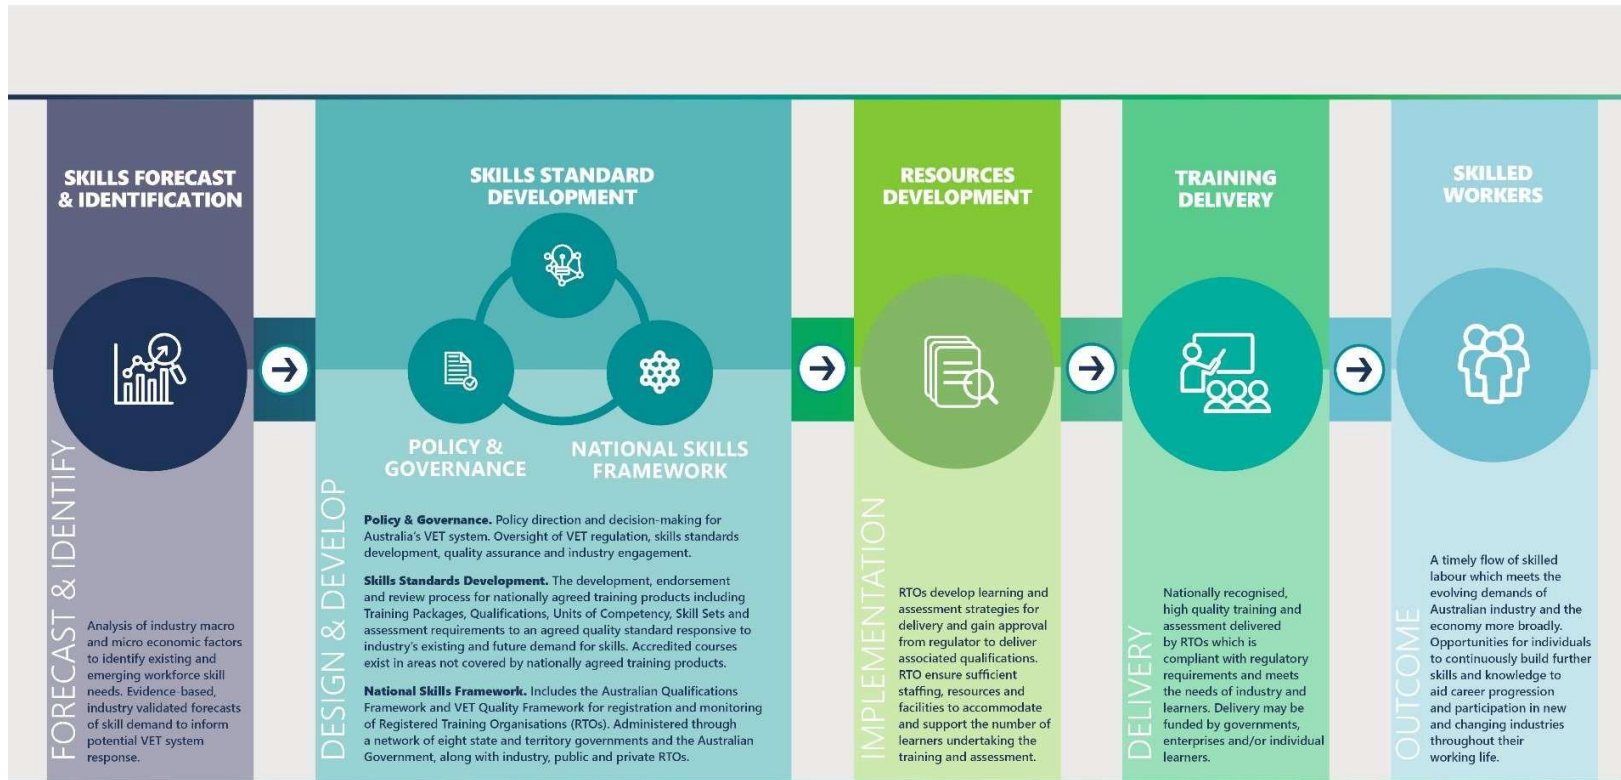 SKILLS FORECAST
& IDENTIFICATION
FORECAST & IDENTIFY
Analysis of industry macro
and micro economic factors
to identify existing and
emerging workforce skill
needs. Evidence-based,
industry validated forecasts
of skill demand to inform
potential VET system
response.
SKILLS STANDARD
DEVELOPMENT
POLICY &
GOVERNANCE
NATIONAL SKILLS
FRAMEWORK
DESIGN & DEVELOP
Policy & Governance. Policy direction and decision-making for
Australia's VET system. Oversight of VET regulation, skills standards
development, quality assurance and industry engagement.
Skills Standards Development. The development, endorsement
and review process for nationally agreed training products including
Training Packages, Qualifications, Units of Competency, Skill Sets and
assessment requirements to an agreed quality standard responsive to
industry's existing and future demand for skills. Accredited courses
exist in areas not covered by nationally agreed training products.
National Skills Framework. Includes the Australian Qualifications
Framework and VET Quality Framework for registration and monitoring
of Registered Training Organisations (RTOs). Administered through
a network of eight state and territory governments and the Australian
Government, along with industry, public and private RTOs.
RESOURCES
DEVELOPMENT
IMPLEMENTATION
RTOs develop learning and
assessment strategies for
delivery and gain approval
from regulator to deliver
associated qualifications.
RTO ensure sufficient
staffing, resources and
facilities to accommodate
and support the number of
learners undertaking the
training and assessment.
TRAINING
DELIVERY
DELIVERY
Nationally recognised,
high quality training and
assessment delivered
by RTOs which is
compliant with regulatory
requirements and meets
the needs of industry and
learners. Delivery may be
funded by governments,
enterprises and/or individual
learners.
SKILLED
WORKERS
OUTCOME
A timely flow of skilled
labour which meets the
evolving demands of
Australian industry and the
economy more broadly.
Opportunities for individuals
to continuously build further
skills and knowledge to
aid career progression
and participation in new
and changing industries
throughout their
working life.